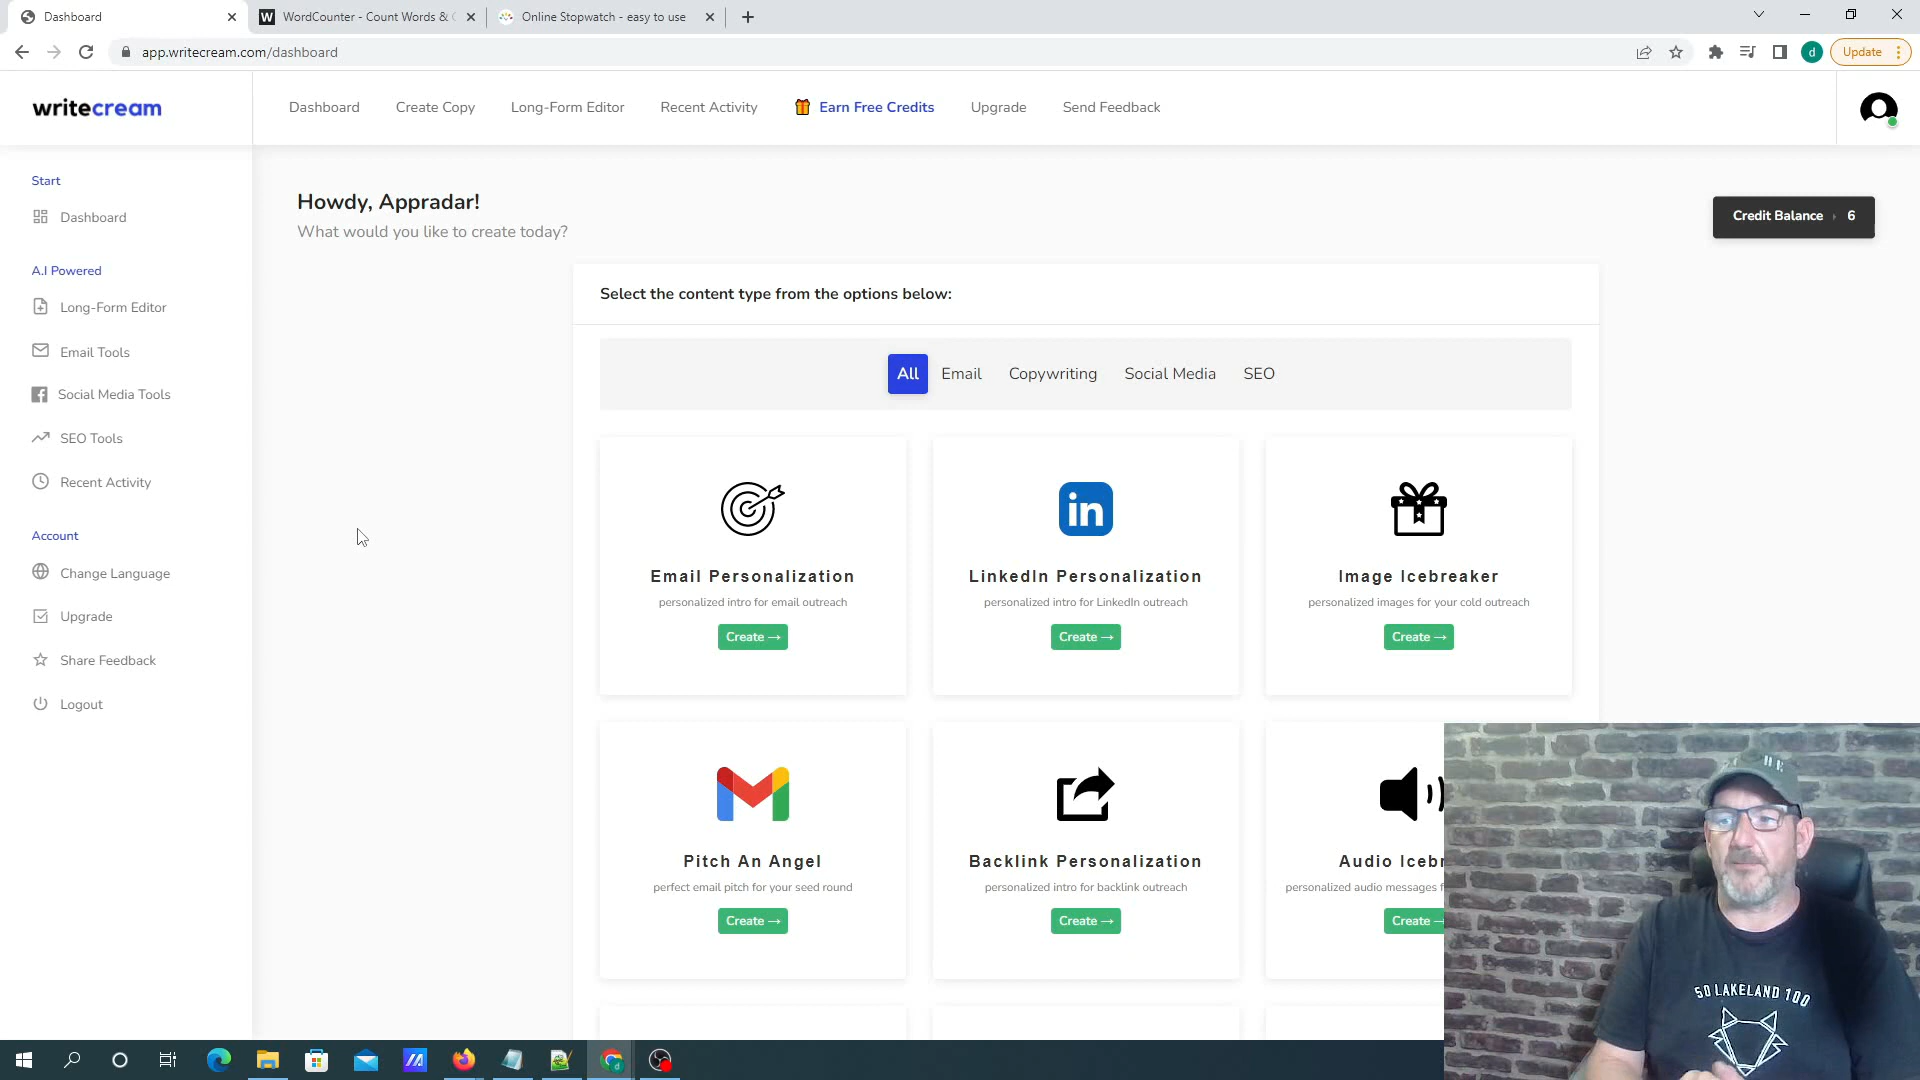 Dashboard
WordCounter - Count Words &
Online Stopwatch - easy to use
app.writecream.com/dashboard
d
Update
writecream
Dashboard
Create Copy
Long-Form Editor
Recent Activity
Earn Free Credits
Upgrade
Send Feedback
Start
Dashboard
A.I Powered
Long-Form Editor
Email Tools
Social Media Tools
SEO Tools
Recent Activity
Account
Change Language
Upgrade
Share Feedback
Logout
Howdy, Appradar!
What would you like to create today?
Credit Balance 6
Select the content type from the options below:
All
Email
Copywriting
Social Media
SEO
Email Personalization
personalized intro for email outreach
Create →
LinkedIn Personalization
personalized intro for LinkedIn outreach
Create →
Image Icebreaker
personalized images for your cold outreach
Create →
Pitch An Angel
perfect email pitch for your seed round
Create →
Backlink Personalization
personalized intro for backlink outreach
Create →
Audio Icebr
personalized audio messages f
Create →
50 LAKELAND 100